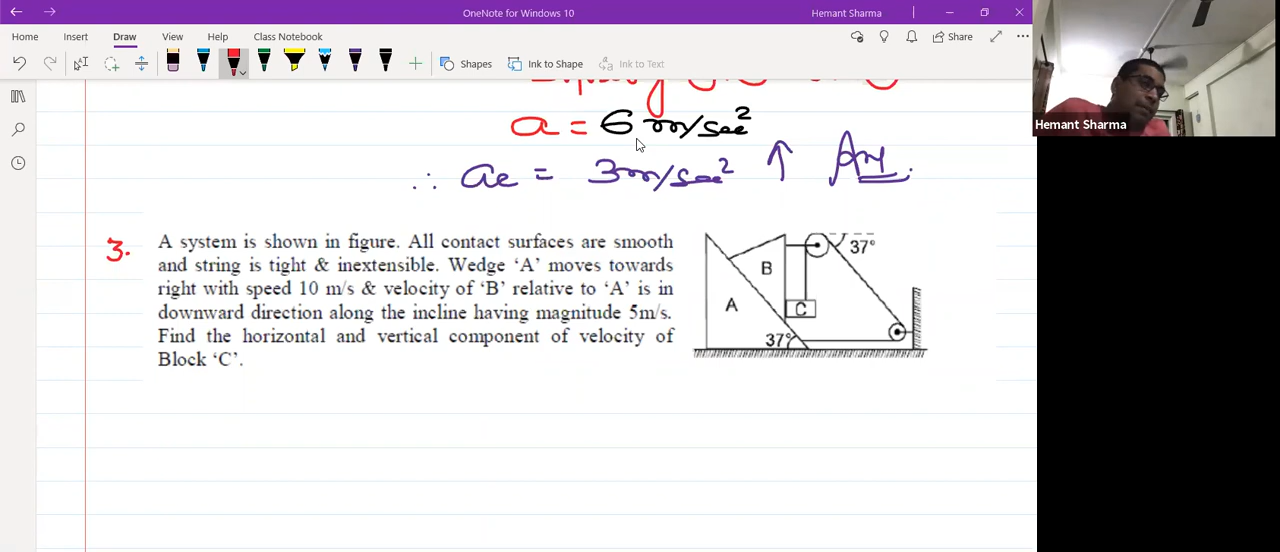 OneNote for Windows 10
Hemant Sharma
Home Insert Draw View Help Class Notebook
Share
Shapes Ink to Shape Ink to Text
a = 6 m/sec²
∴ ac = 3m/sec² ↑ Ans.
3.
A system is shown in figure. All contact surfaces are smooth
and string is tight & inextensible. Wedge ‘A’ moves towards
right with speed 10 m/s & velocity of ‘B’ relative to ‘A’ is in
downward direction along the incline having magnitude 5m/s.
Find the horizontal and vertical component of velocity of
Block ‘C’.
37°
B
A
C
37°
Hemant Sharma